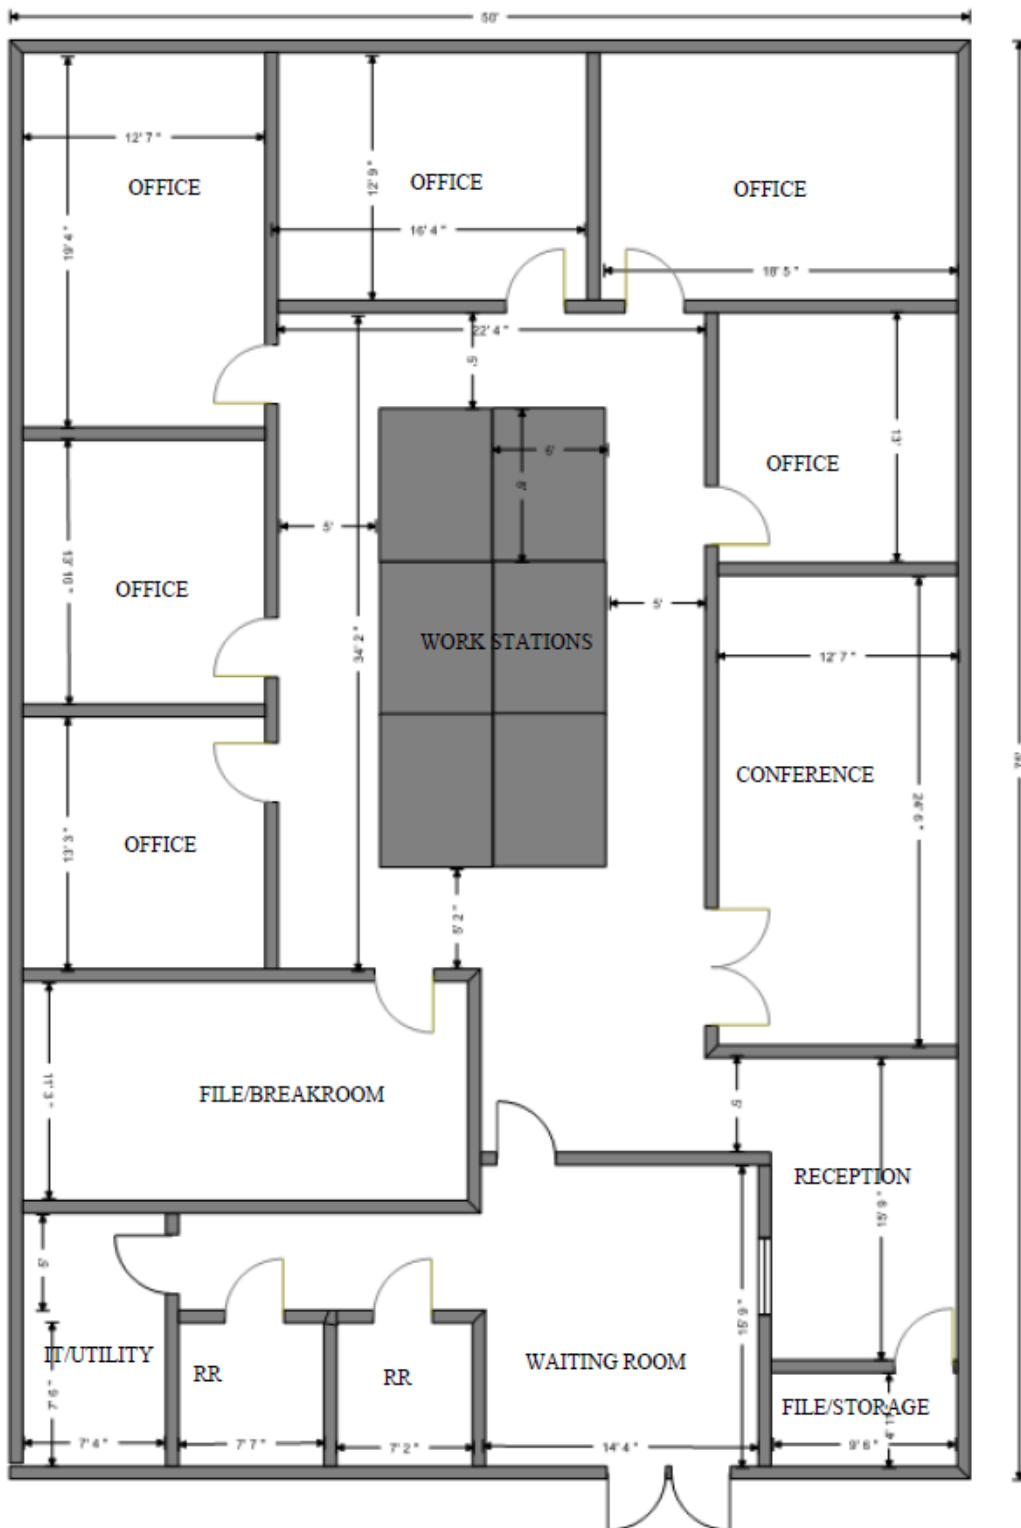 50'
12' 7"
OFFICE
19' 4"
12' 9"
OFFICE
16' 4"
OFFICE
18' 5"
22' 4"
5'
6'
5'
34' 2"
13'
OFFICE
13' 10"
OFFICE
WORK STATIONS
5'
12' 7"
CONFERENCE
24' 6"
13' 3"
OFFICE
5' 2"
11' 3"
FILE/BREAKROOM
5'
RECEPTION
15' 9"
5'
IT/UTILITY
7' 6"
7' 4"
RR
7' 7"
RR
7' 2"
WAITING ROOM
15' 9"
14' 4"
FILE/STORAGE
9' 6"